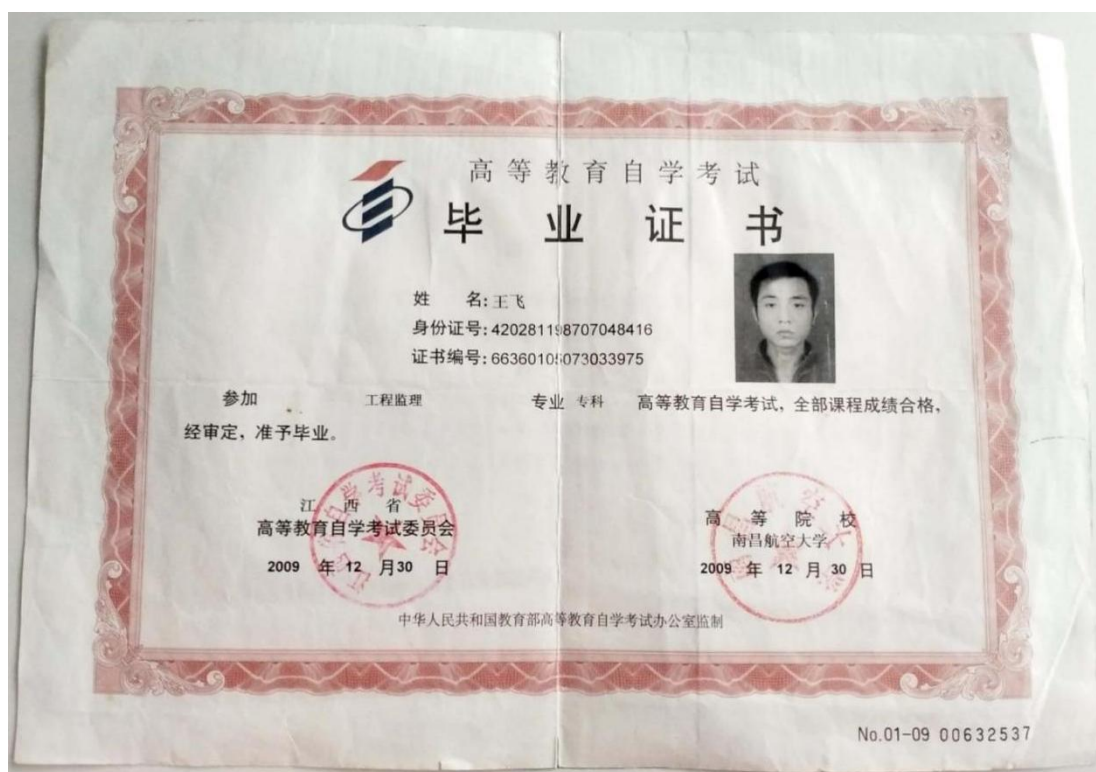 高等教育自学考试
毕业证书
姓 名:王飞
身份证号:420281198707048416
证书编号:66360105073033975
参加 工程监理 专业 专科 高等教育自学考试，全部课程成绩合格，
经审定，准予毕业。
江西省
高等教育自学考试委员会
2009 年 12 月 30 日
高等院校
南昌航空大学
2009 年 12 月 30 日
中华人民共和国教育部高等教育自学考试办公室监制
No.01-09 00632537